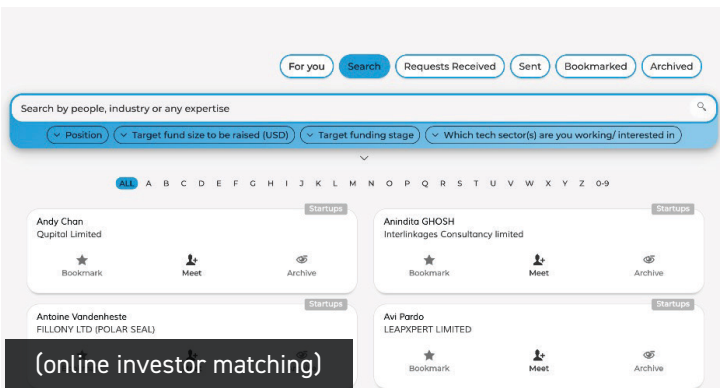 For you Search Requests Received Sent Bookmarked Archived
Search by people, industry or any expertise
Position Target fund size to be raised (USD) Target funding stage Which tech sector(s) are you working/ interested in
ALL A B C D E F G H I J K L M N O P Q R S T U V W X Y Z 0-9
Startups
Andy Chan
Qupital Limited
Bookmark Meet Archive
Startups
Anindita GHOSH
Interlinkages Consultancy limited
Bookmark Meet Archive
Startups
Antoine Vandenheste
FILLONY LTD (POLAR SEAL)
Startups
Avi Pardo
LEAPXPERT LIMITED
Bookmark Meet Archive
(online investor matching)